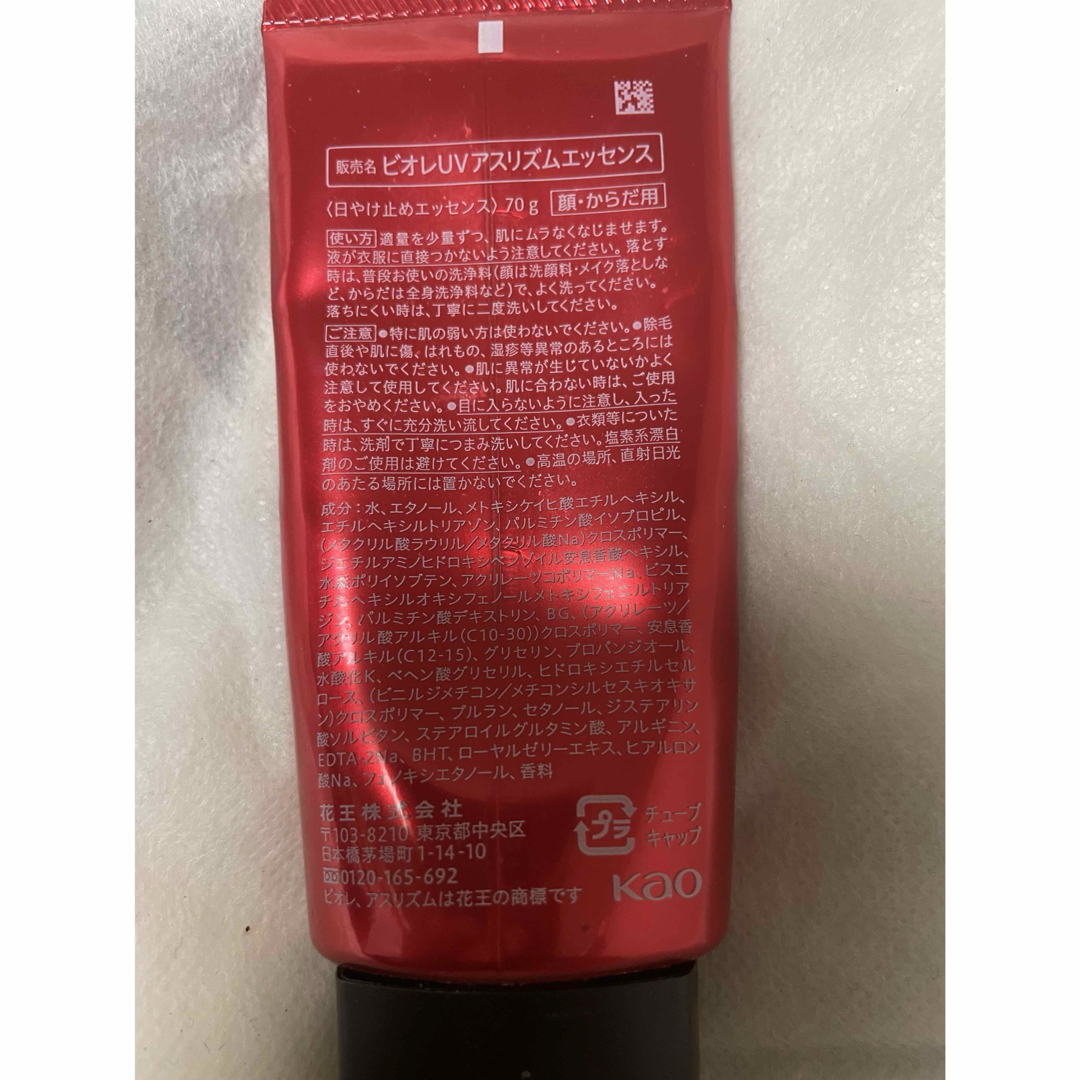 販売名 ビオレUVアスリズムエッセンス
〈日やけ止めエッセンス〉70g 顔・からだ用
使い方 適量を少量ずつ、肌にムラなくなじませます。
液が衣服に直接つかないよう注意してください。落とす
時は、普段お使いの洗浄料(顔は洗顔料・メイク落としな
ど、からだは全身洗浄料など)で、よく洗ってください。
落ちにくい時は、丁寧に二度洗いしてください。
ご注意 ●特に肌の弱い方は使わないでください。●除毛
直後や肌に傷、はれもの、湿疹等異常のあるところには
使わないでください。●肌に異常が生じていないかよく
注意して使用してください。肌に合わない時は、ご使用
をおやめください。●目に入らないように注意し、入った
時は、すぐに充分洗い流してください。●衣類等についた
時は、洗剤で丁寧につまみ洗いしてください。塩素系漂白
剤のご使用は避けてください。●高温の場所、直射日光
のあたる場所には置かないでください。
成分：水、エタノール、メトキシケイヒ酸エチルヘキシル、
エチルヘキシルトリアゾン、パルミチン酸イソプロピル、
(メタクリル酸ラウリル／メタクリル酸Na)クロスポリマー、
ジエチルアミノヒドロキシベンゾイル安息香酸ヘキシル、
水添ポリイソブテン、アクリレーツコポリマーNa、ビスエ
チルヘキシルオキシフェノールメトキシフェニルトリア
ジン、パルミチン酸デキストリン、BG、(アクリレーツ／
アクリル酸アルキル(C10-30))クロスポリマー、安息香
酸アルキル(C12-15)、グリセリン、プロパンジオール、
水酸化K、ベヘン酸グリセリル、ヒドロキシエチルセル
ロース、(ビニルジメチコン／メチコンシルセスキオキサ
ン)クロスポリマー、プルラン、セタノール、ジステアリン
酸ソルビタン、ステアロイルグルタミン酸、アルギニン、
EDTA-2Na、BHT、ローヤルゼリーエキス、ヒアルロン
酸Na、フェノキシエタノール、香料
花王株式会社
〒103-8210 東京都中央区
日本橋茅場町1-14-10
0120-165-692
ビオレ、アスリズムは花王の商標です
プラ
チューブ
キャップ
Kao